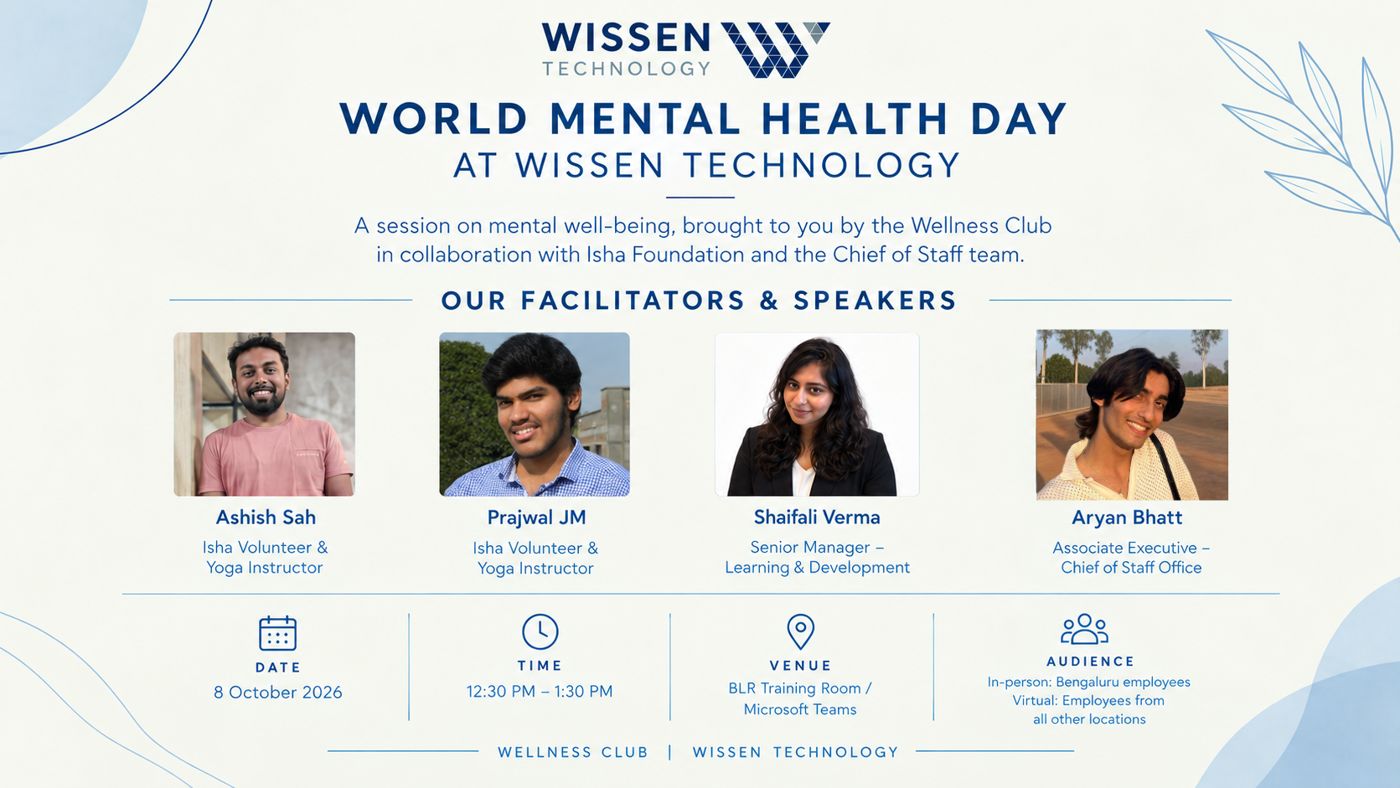 WISSEN
TECHNOLOGY
WORLD MENTAL HEALTH DAY
AT WISSEN TECHNOLOGY
A session on mental well-being, brought to you by the Wellness Club
in collaboration with Isha Foundation and the Chief of Staff team.
OUR FACILITATORS & SPEAKERS
Ashish Sah
Isha Volunteer &
Yoga Instructor
Prajwal JM
Isha Volunteer &
Yoga Instructor
Shaifali Verma
Senior Manager –
Learning & Development
Aryan Bhatt
Associate Executive –
Chief of Staff Office
DATE
8 October 2026
TIME
12:30 PM – 1:30 PM
VENUE
BLR Training Room /
Microsoft Teams
AUDIENCE
In-person: Bengaluru employees
Virtual: Employees from
all other locations
WELLNESS CLUB | WISSEN TECHNOLOGY